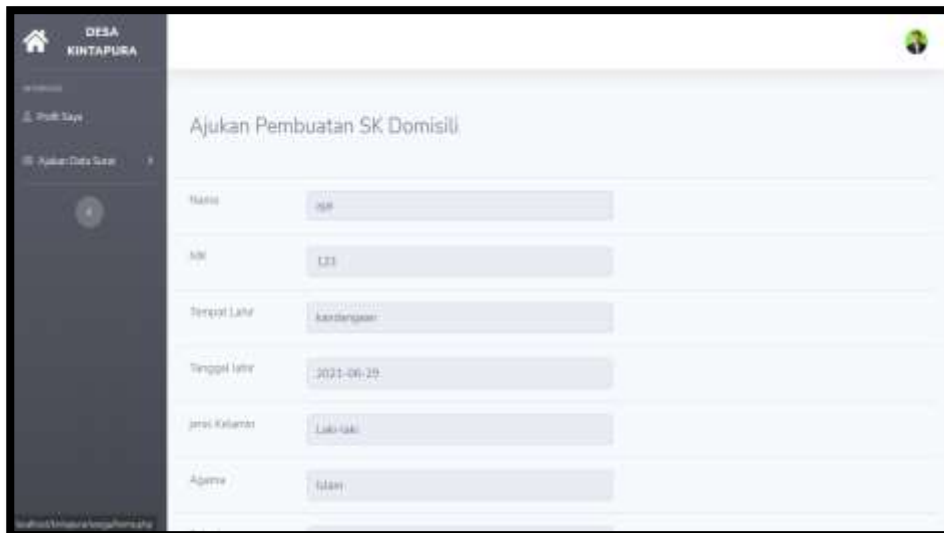 DESA
KINTAPURA
Profil Saya
Ajukan Data Surat
Ajukan Pembuatan SK Domisili
Nama
NIK
123
Tempat Lahir
kandangan
Tanggal lahir
2021-06-29
Jenis Kelamin
Laki-laki
Agama
Islam